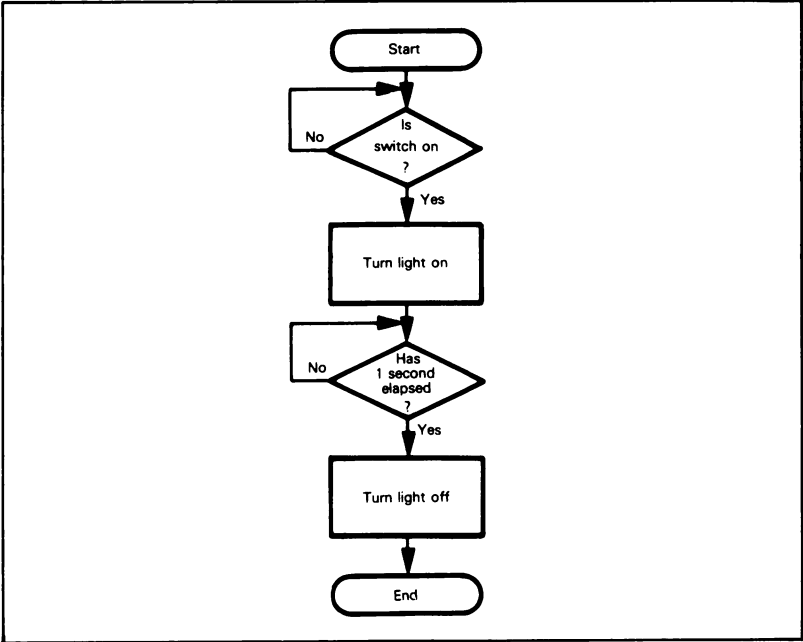 Start
Is
switch on
?
No
Yes
Turn light on
Has
1 second
elapsed
?
No
Yes
Turn light off
End